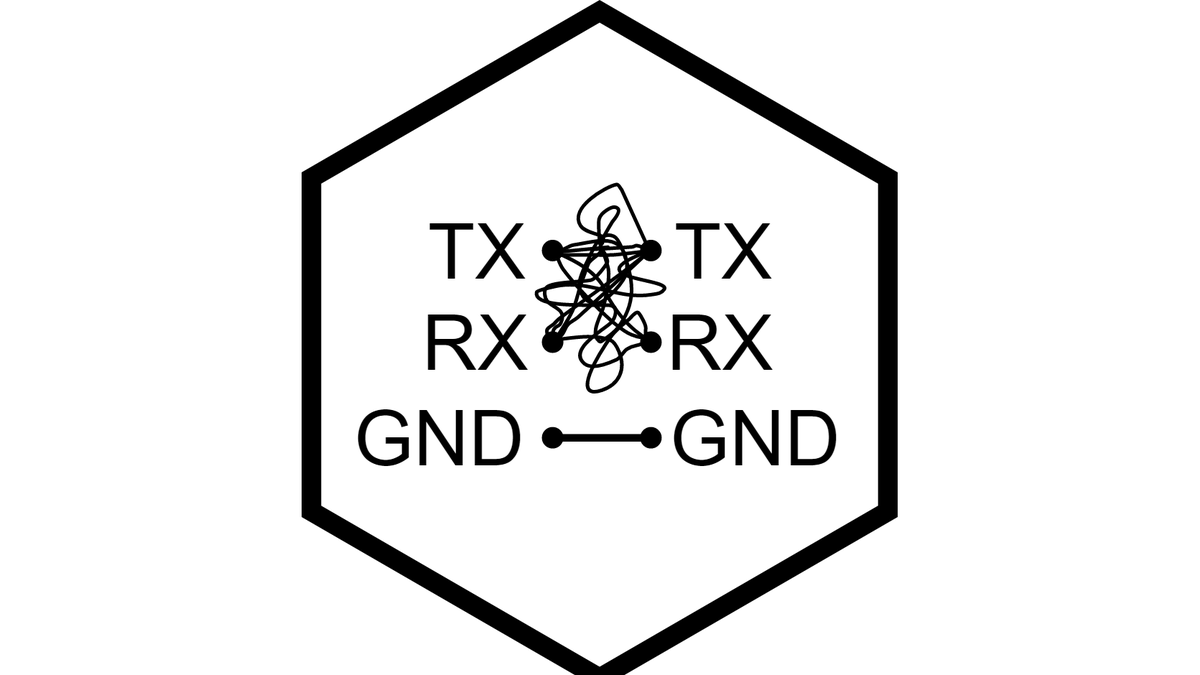 TX TX
RX RX
GND GND